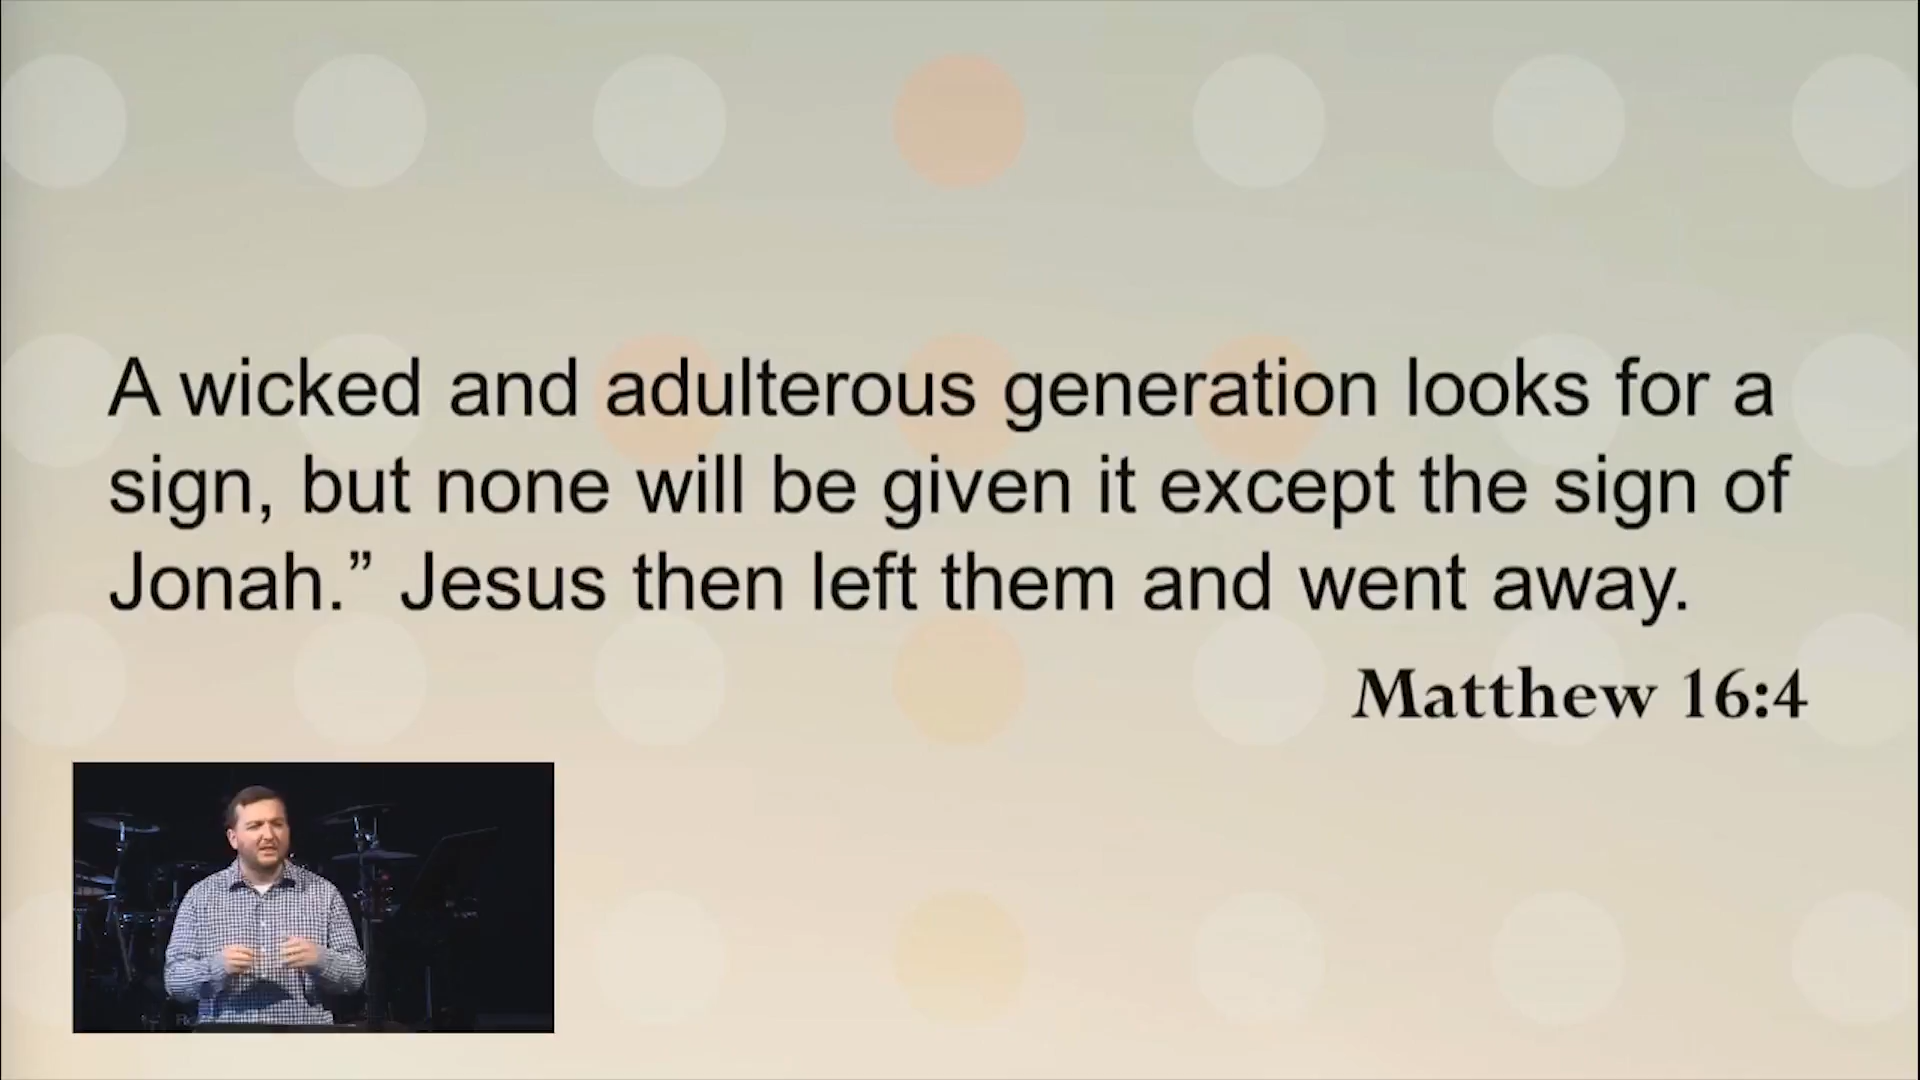 A wicked and adulterous generation looks for a
sign, but none will be given it except the sign of
Jonah.” Jesus then left them and went away.
Matthew 16:4